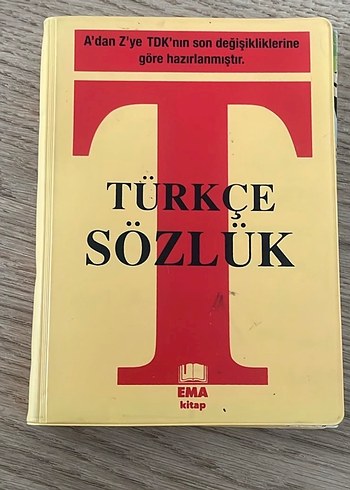 A'dan Z'ye TDK'nın son değişikliklerine
göre hazırlanmıştır.
T
TÜRKÇE
SÖZLÜK
EMA
kitap